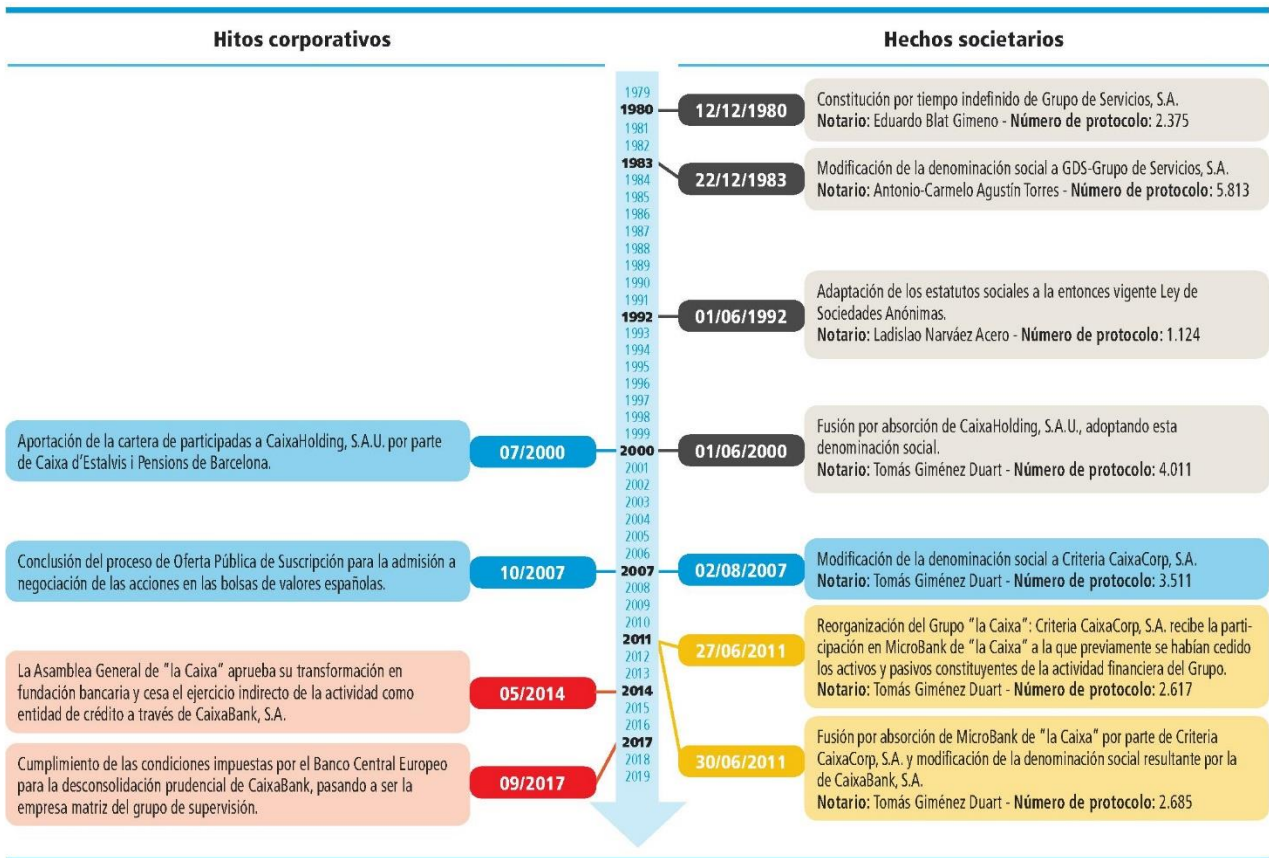 Hitos corporativos
Hechos societarios
1979
1980
1981
1982
1983
1984
1985
1986
1987
1988
1989
1990
1991
1992
1993
1994
1995
1996
1997
1998
1999
2000
2001
2002
2003
2004
2005
2006
2007
2008
2009
2010
2011
2012
2013
2014
2015
2016
2017
2018
2019
12/12/1980
Constitución por tiempo indefinido de Grupo de Servicios, S.A.
Notario: Eduardo Blat Gimeno - Número de protocolo: 2.375
22/12/1983
Modificación de la denominación social a GDS-Grupo de Servicios, S.A.
Notario: Antonio-Carmelo Agustín Torres - Número de protocolo: 5.813
01/06/1992
Adaptación de los estatutos sociales a la entonces vigente Ley de
Sociedades Anónimas.
Notario: Ladislao Narváez Acero - Número de protocolo: 1.124
Aportación de la cartera de participadas a CaixaHolding, S.A.U. por parte
de Caixa d’Estalvis i Pensions de Barcelona.
07/2000
01/06/2000
Fusión por absorción de CaixaHolding, S.A.U., adoptando esta
denominación social.
Notario: Tomás Giménez Duart - Número de protocolo: 4.011
Conclusión del proceso de Oferta Pública de Suscripción para la admisión a
negociación de las acciones en las bolsas de valores españolas.
10/2007
02/08/2007
Modificación de la denominación social a Criteria CaixaCorp, S.A.
Notario: Tomás Giménez Duart - Número de protocolo: 3.511
27/06/2011
Reorganización del Grupo "la Caixa": Criteria CaixaCorp, S.A. recibe la parti-
cipación en MicroBank de "la Caixa" a la que previamente se habían cedido
los activos y pasivos constituyentes de la actividad financiera del Grupo.
Notario: Tomás Giménez Duart - Número de protocolo: 2.617
La Asamblea General de "la Caixa" aprueba su transformación en
fundación bancaria y cesa el ejercicio indirecto de la actividad como
entidad de crédito a través de CaixaBank, S.A.
05/2014
30/06/2011
Fusión por absorción de MicroBank de "la Caixa" por parte de Criteria
CaixaCorp, S.A. y modificación de la denominación social resultante por la
de CaixaBank, S.A.
Notario: Tomás Giménez Duart - Número de protocolo: 2.685
Cumplimiento de las condiciones impuestas por el Banco Central Europeo
para la desconsolidación prudencial de CaixaBank, pasando a ser la
empresa matriz del grupo de supervisión.
09/2017